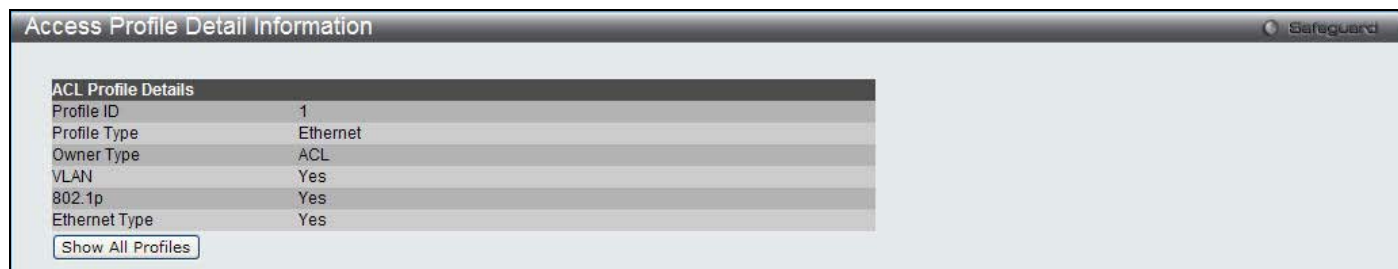 Access Profile Detail Information
Safeguard
ACL Profile Details
Profile ID 1
Profile Type Ethernet
Owner Type ACL
VLAN Yes
802.1p Yes
Ethernet Type Yes
Show All Profiles